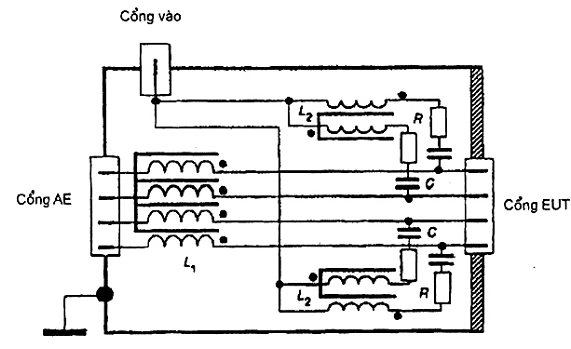 Cổng vào
L2
R
C
Cổng AE
Cổng EUT
C
L1
L2
R